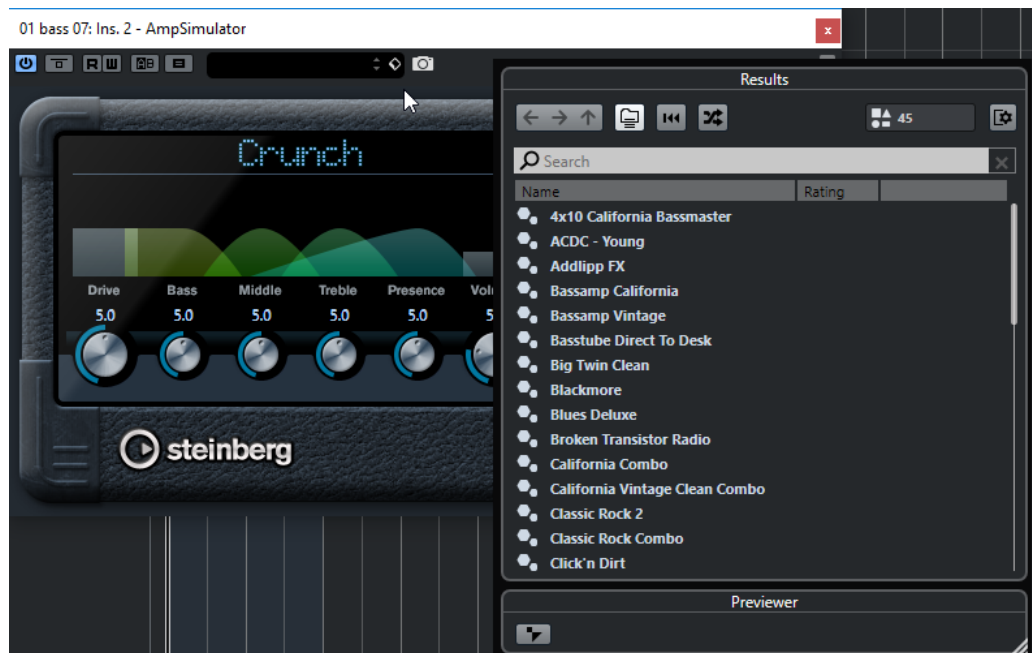 01 bass 07: Ins. 2 - AmpSimulator
x
R W A B
Crunch
Drive Bass Middle Treble Presence
5.0 5.0 5.0 5.0 5.0 5
steinberg
Results
45
Search
Name Rating
4x10 California Bassmaster
ACDC - Young
Addlipp FX
Bassamp California
Bassamp Vintage
Basstube Direct To Desk
Big Twin Clean
Blackmore
Blues Deluxe
Broken Transistor Radio
California Combo
California Vintage Clean Combo
Classic Rock 2
Classic Rock Combo
Click'n Dirt
Previewer